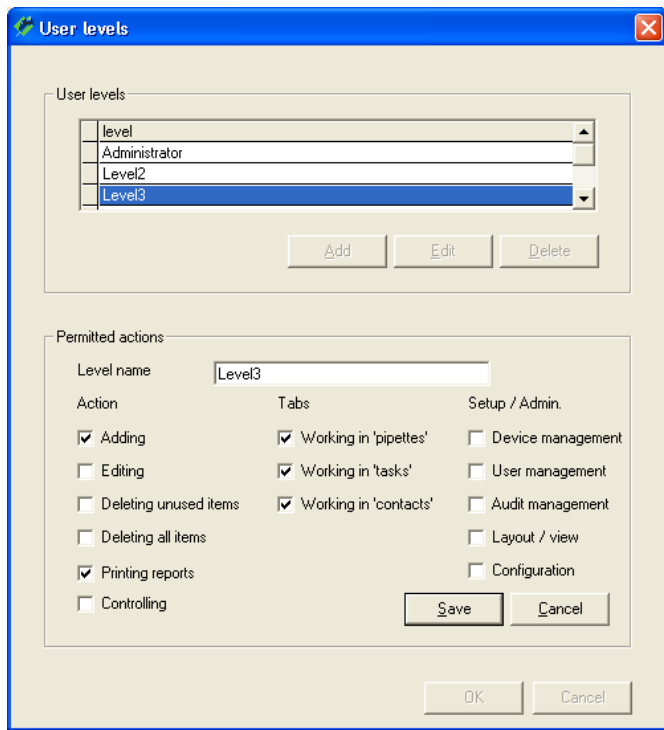 User levels
User levels
level
Administrator
Level2
Level3
Add Edit Delete
Permitted actions
Level name Level3
Action Tabs Setup / Admin.
Adding Working in 'pipettes' Device management
Editing Working in 'tasks' User management
Deleting unused items Working in 'contacts' Audit management
Deleting all items Layout / view
Printing reports Configuration
Controlling Save Cancel
OK Cancel